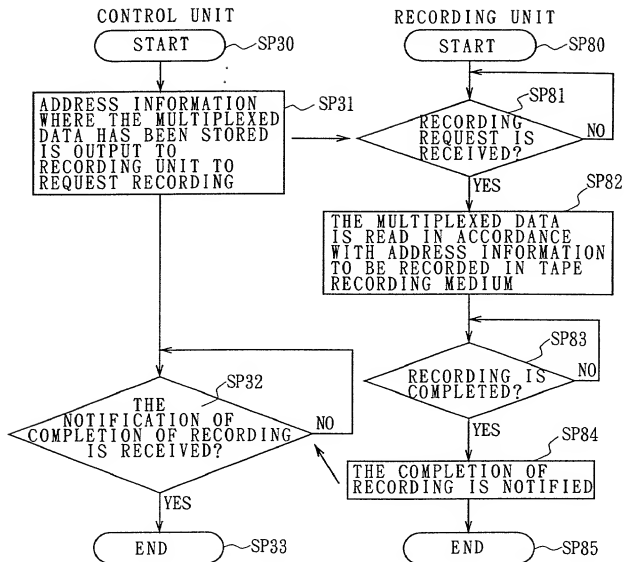 CONTROL UNIT
START
SP30
ADDRESS INFORMATION
WHERE THE MULTIPLEXED
DATA HAS BEEN STORED
IS OUTPUT TO
RECORDING UNIT TO
REQUEST RECORDING
SP31
SP32
THE
NOTIFICATION OF
COMPLETION OF RECORDING
IS RECEIVED?
NO
YES
END
SP33
RECORDING UNIT
START
SP80
SP81
RECORDING
REQUEST IS
RECEIVED?
NO
YES
SP82
THE MULTIPLEXED DATA
IS READ IN ACCORDANCE
WITH ADDRESS INFORMATION
TO BE RECORDED IN TAPE
RECORDING MEDIUM
SP83
RECORDING IS
COMPLETED?
NO
YES
SP84
THE COMPLETION OF
RECORDING IS NOTIFIED
END
SP85